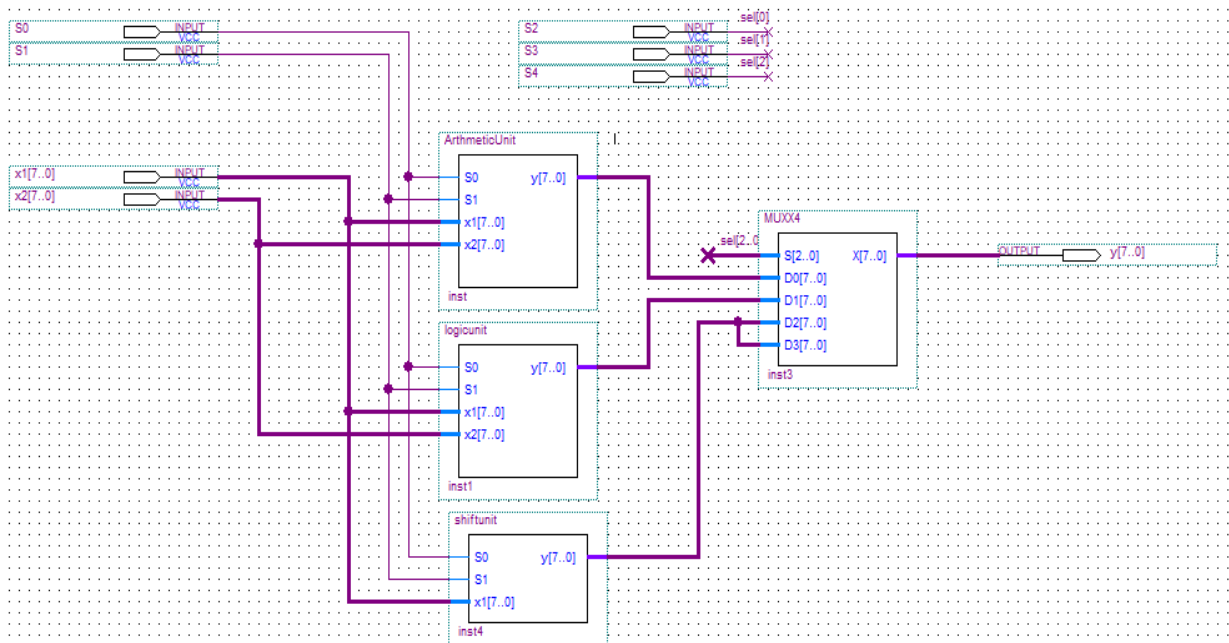 S0 INPUT VCC
S1 INPUT VCC
S2 INPUT VCC sel[0]
S3 INPUT VCC sel[1]
S4 INPUT VCC sel[2]
x1[7..0] INPUT VCC
x2[7..0] INPUT VCC
ArthmeticUnit
S0 y[7..0]
S1
x1[7..0]
x2[7..0]
inst
logicunit
S0 y[7..0]
S1
x1[7..0]
x2[7..0]
inst1
shiftunit
S0 y[7..0]
S1
x1[7..0]
inst4
MUXX4
sel[2..0
S[2..0] X[7..0]
D0[7..0]
D1[7..0]
D2[7..0]
D3[7..0]
inst3
OUTPUT y[7..0]